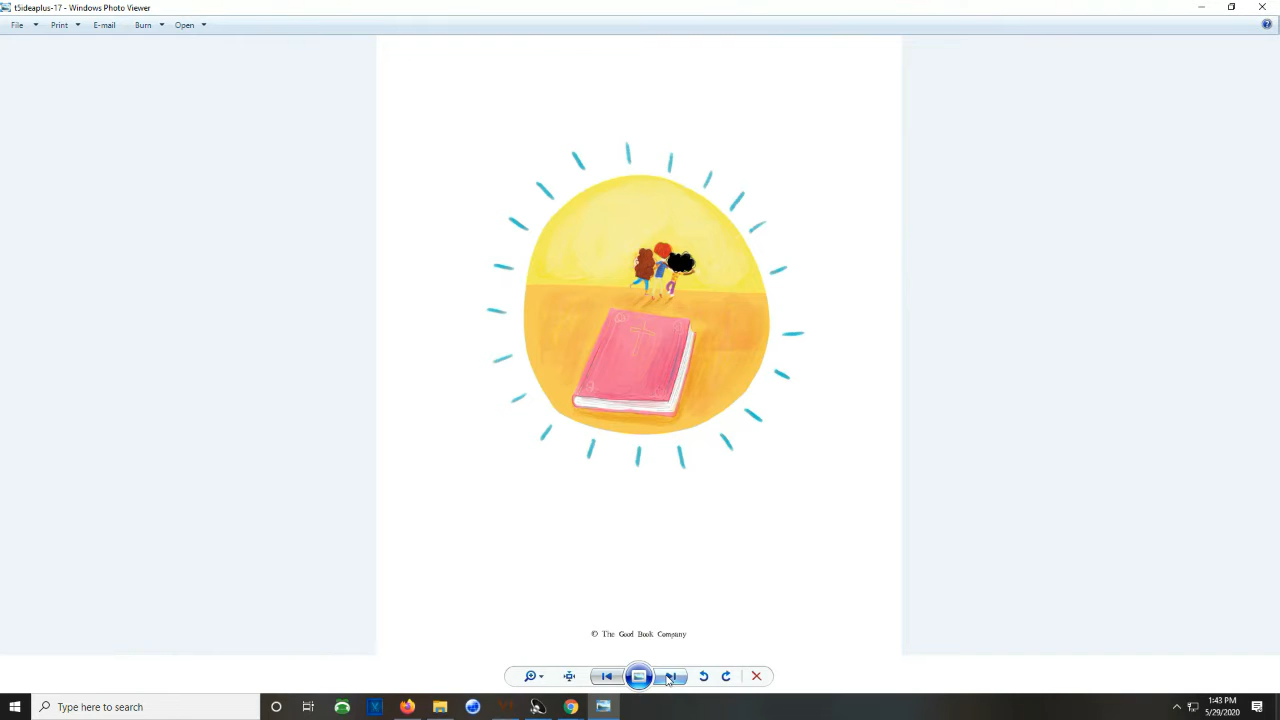 t5ideaplus-17 - Windows Photo Viewer
File Print E-mail Burn Open
© The Good Book Company
Type here to search
1:43 PM
5/29/2020